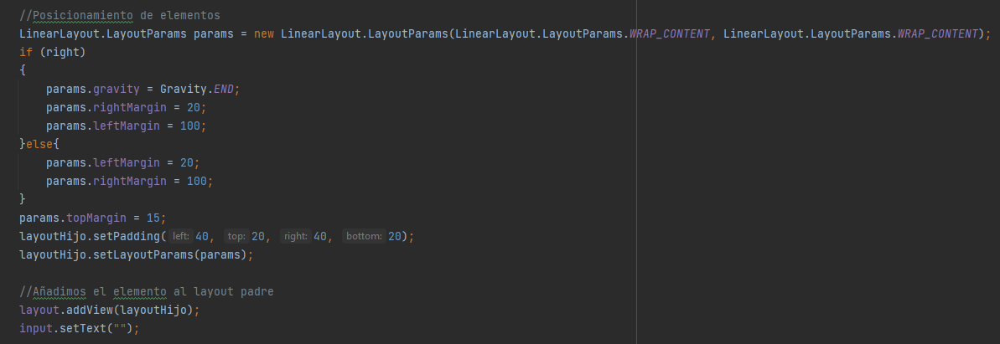 //Posicionamiento de elementos
LinearLayout.LayoutParams params = new LinearLayout.LayoutParams(LinearLayout.LayoutParams.WRAP_CONTENT, LinearLayout.LayoutParams.WRAP_CONTENT);
if (right)
{
    params.gravity = Gravity.END;
    params.rightMargin = 20;
    params.leftMargin = 100;
}else{
    params.leftMargin = 20;
    params.rightMargin = 100;
}
params.topMargin = 15;
layoutHijo.setPadding( left: 40, top: 20, right: 40, bottom: 20);
layoutHijo.setLayoutParams(params);

//Añadimos el elemento al layout padre
layout.addView(layoutHijo);
input.setText("");